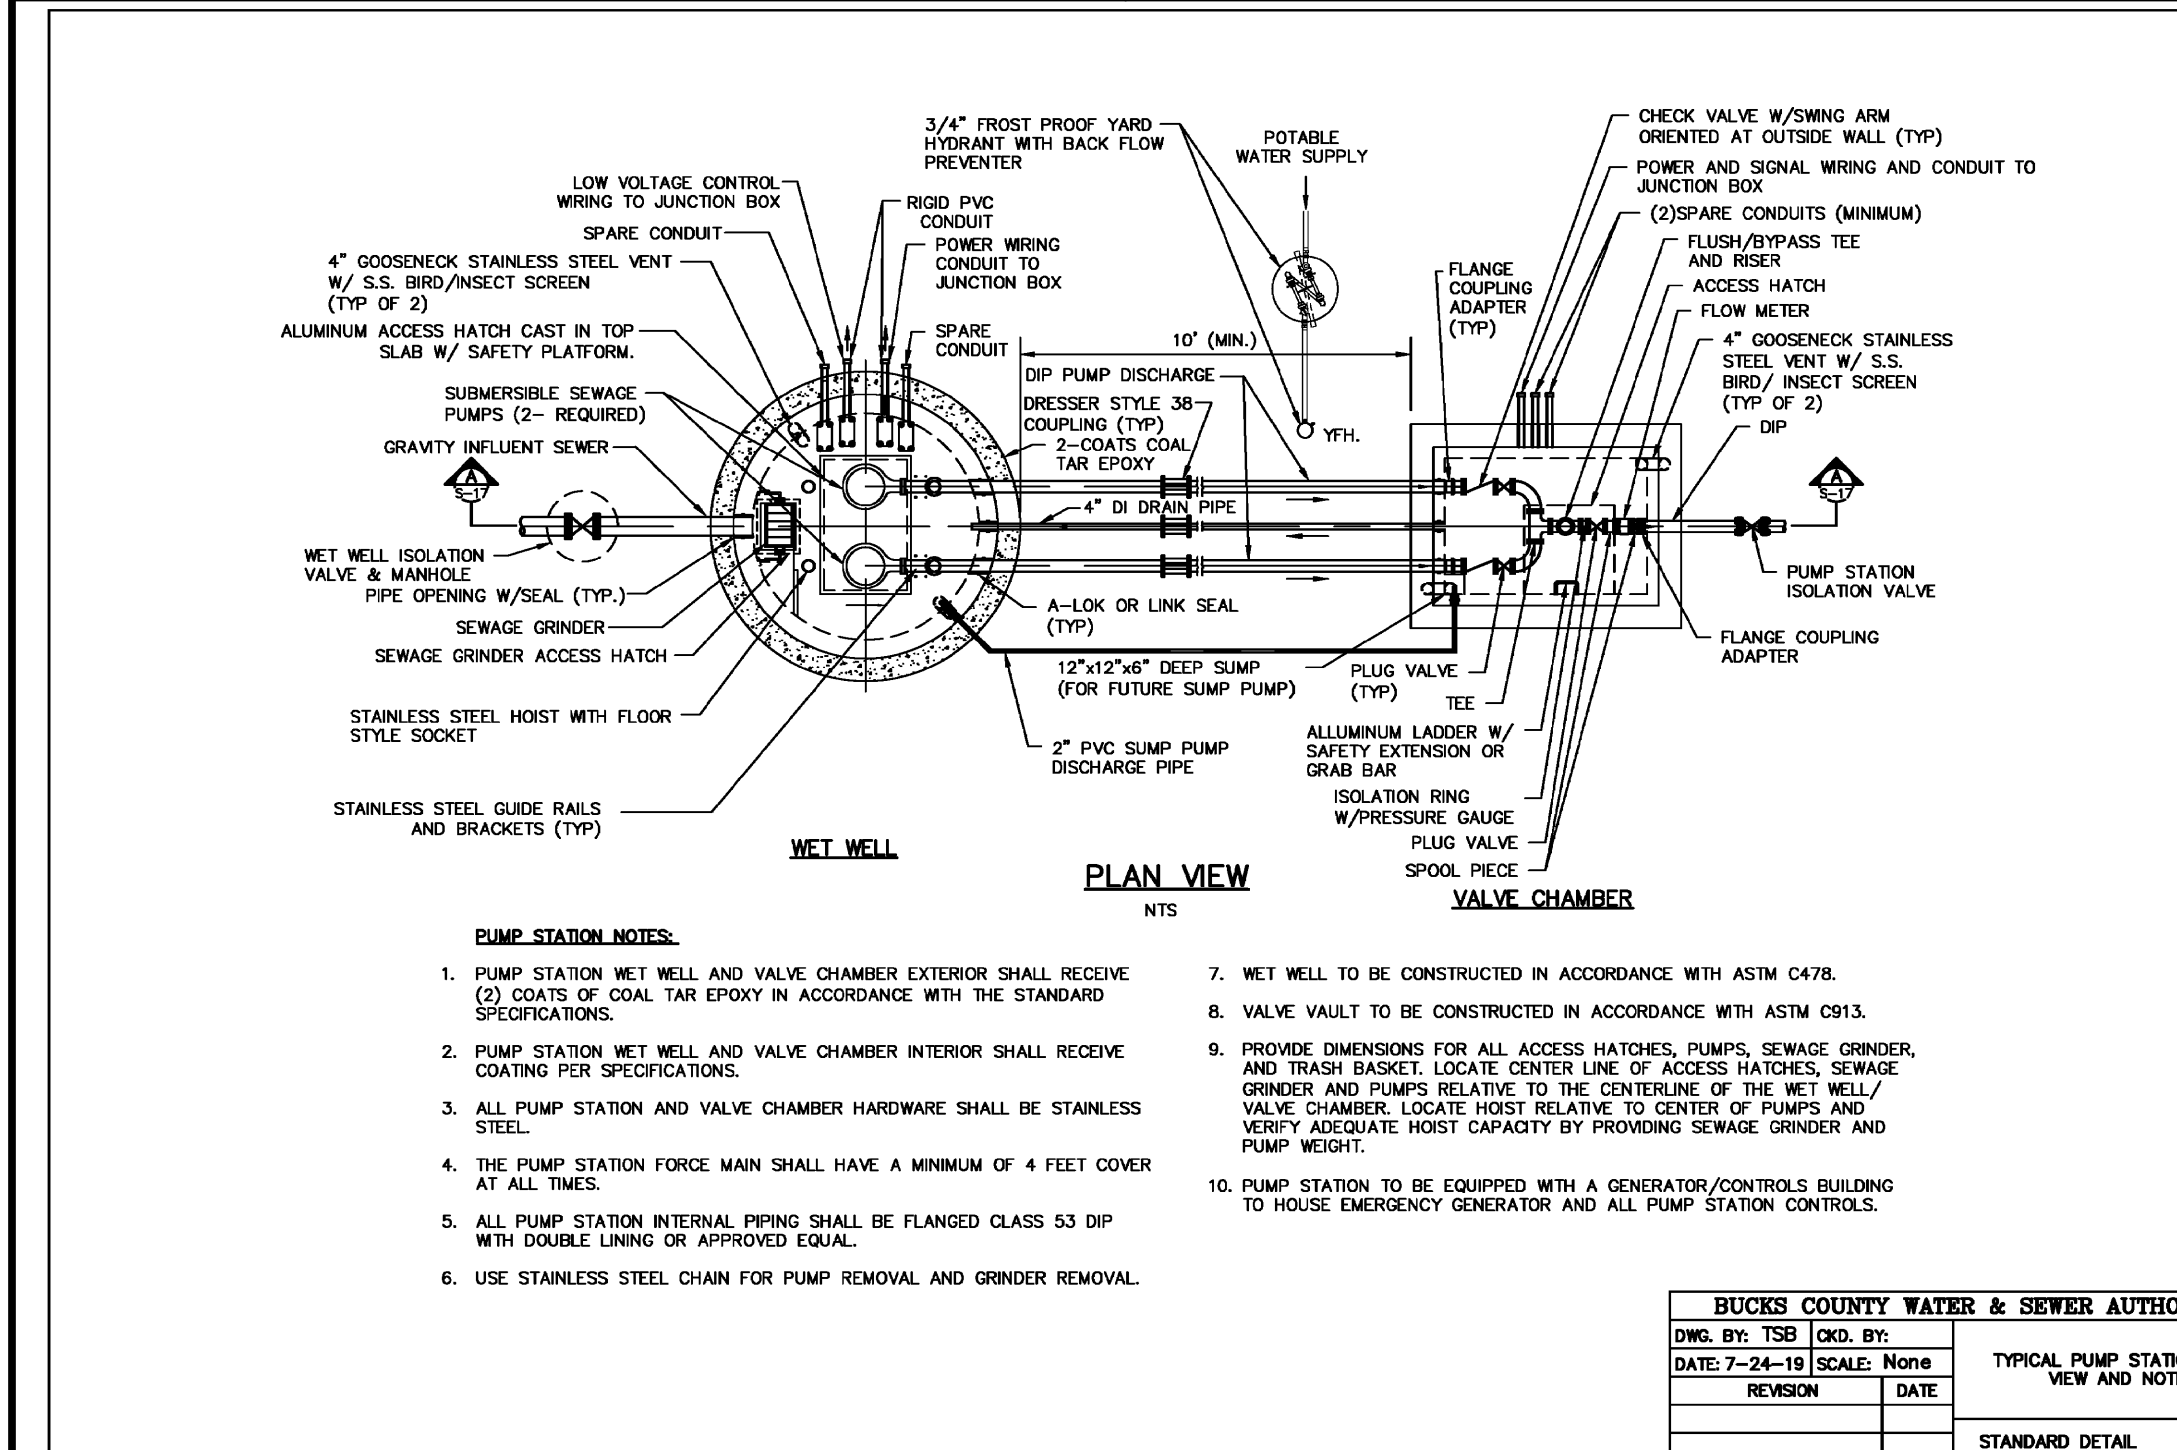 3/4" FROST PROOF YARD
HYDRANT WITH BACK FLOW
PREVENTER
POTABLE
WATER SUPPLY
CHECK VALVE W/SWING ARM
ORIENTED AT OUTSIDE WALL (TYP)
POWER AND SIGNAL WIRING AND CONDUIT TO
JUNCTION BOX
(2)SPARE CONDUITS (MINIMUM)
FLUSH/BYPASS TEE
AND RISER
ACCESS HATCH
FLOW METER
4" GOOSENECK STAINLESS
STEEL VENT W/ S.S.
BIRD/ INSECT SCREEN
(TYP OF 2)
DIP
LOW VOLTAGE CONTROL
WIRING TO JUNCTION BOX
SPARE CONDUIT
4" GOOSENECK STAINLESS STEEL VENT
W/ S.S. BIRD/INSECT SCREEN
(TYP OF 2)
ALUMINUM ACCESS HATCH CAST IN TOP
SLAB W/ SAFETY PLATFORM.
SUBMERSIBLE SEWAGE
PUMPS (2- REQUIRED)
GRAVITY INFLUENT SEWER
A
S-17
WET WELL ISOLATION
VALVE & MANHOLE
PIPE OPENING W/SEAL (TYP.)
SEWAGE GRINDER
SEWAGE GRINDER ACCESS HATCH
STAINLESS STEEL HOIST WITH FLOOR
STYLE SOCKET
STAINLESS STEEL GUIDE RAILS
AND BRACKETS (TYP)
RIGID PVC
CONDUIT
POWER WIRING
CONDUIT TO
JUNCTION BOX
SPARE
CONDUIT
10' (MIN.)
DIP PUMP DISCHARGE
DRESSER STYLE 38
COUPLING (TYP)
2-COATS COAL
TAR EPOXY
YFH.
4" DI DRAIN PIPE
A-LOK OR LINK SEAL
(TYP)
12"x12"x6" DEEP SUMP
(FOR FUTURE SUMP PUMP)
2" PVC SUMP PUMP
DISCHARGE PIPE
FLANGE
COUPLING
ADAPTER
(TYP)
A
S-17
PUMP STATION
ISOLATION VALVE
FLANGE COUPLING
ADAPTER
PLUG VALVE
(TYP)
TEE
ALLUMINUM LADDER W/
SAFETY EXTENSION OR
GRAB BAR
ISOLATION RING
W/PRESSURE GAUGE
PLUG VALVE
SPOOL PIECE
WET WELL
PLAN VIEW
NTS
VALVE CHAMBER
PUMP STATION NOTES:
1. PUMP STATION WET WELL AND VALVE CHAMBER EXTERIOR SHALL RECEIVE
(2) COATS OF COAL TAR EPOXY IN ACCORDANCE WITH THE STANDARD
SPECIFICATIONS.
2. PUMP STATION WET WELL AND VALVE CHAMBER INTERIOR SHALL RECEIVE
COATING PER SPECIFICATIONS.
3. ALL PUMP STATION AND VALVE CHAMBER HARDWARE SHALL BE STAINLESS
STEEL.
4. THE PUMP STATION FORCE MAIN SHALL HAVE A MINIMUM OF 4 FEET COVER
AT ALL TIMES.
5. ALL PUMP STATION INTERNAL PIPING SHALL BE FLANGED CLASS 53 DIP
WITH DOUBLE LINING OR APPROVED EQUAL.
6. USE STAINLESS STEEL CHAIN FOR PUMP REMOVAL AND GRINDER REMOVAL.
7. WET WELL TO BE CONSTRUCTED IN ACCORDANCE WITH ASTM C478.
8. VALVE VAULT TO BE CONSTRUCTED IN ACCORDANCE WITH ASTM C913.
9. PROVIDE DIMENSIONS FOR ALL ACCESS HATCHES, PUMPS, SEWAGE GRINDER,
AND TRASH BASKET. LOCATE CENTER LINE OF ACCESS HATCHES, SEWAGE
GRINDER AND PUMPS RELATIVE TO THE CENTERLINE OF THE WET WELL/
VALVE CHAMBER. LOCATE HOIST RELATIVE TO CENTER OF PUMPS AND
VERIFY ADEQUATE HOIST CAPACITY BY PROVIDING SEWAGE GRINDER AND
PUMP WEIGHT.
10. PUMP STATION TO BE EQUIPPED WITH A GENERATOR/CONTROLS BUILDING
TO HOUSE EMERGENCY GENERATOR AND ALL PUMP STATION CONTROLS.
BUCKS COUNTY WATER & SEWER AUTHO
DWG. BY: TSB CKD. BY:
DATE: 7-24-19 SCALE: None
REVISION DATE
TYPICAL PUMP STATI
VIEW AND NOT
STANDARD DETAIL